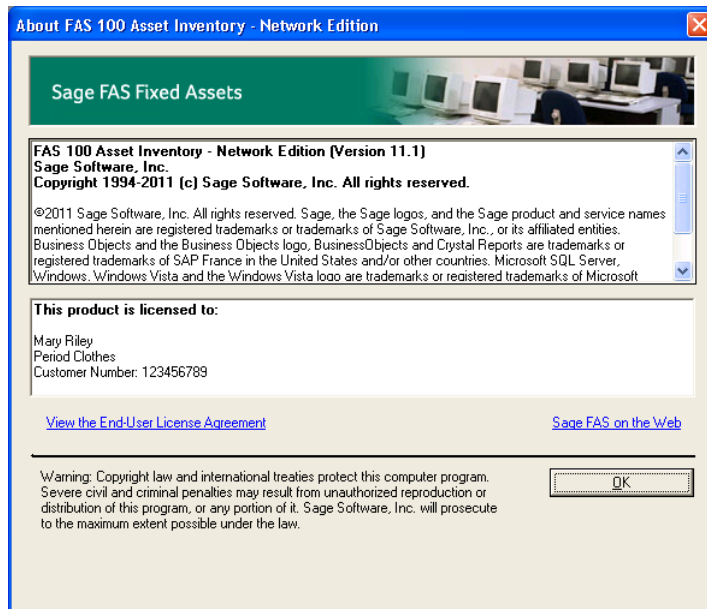 About FAS 100 Asset Inventory - Network Edition
Sage FAS Fixed Assets
FAS 100 Asset Inventory - Network Edition (Version 11.1)
Sage Software, Inc.
Copyright 1994-2011 (c) Sage Software, Inc. All rights reserved.
©2011 Sage Software, Inc. All rights reserved. Sage, the Sage logos, and the Sage product and service names
mentioned herein are registered trademarks or trademarks of Sage Software, Inc., or its affiliated entities.
Business Objects and the Business Objects logo, BusinessObjects and Crystal Reports are trademarks or
registered trademarks of SAP France in the United States and/or other countries. Microsoft SQL Server,
Windows, Windows Vista and the Windows Vista logo are trademarks or registered trademarks of Microsoft
This product is licensed to:
Mary Riley
Period Clothes
Customer Number: 123456789
View the End-User License Agreement
Sage FAS on the Web
Warning: Copyright law and international treaties protect this computer program.
Severe civil and criminal penalties may result from unauthorized reproduction or
distribution of this program, or any portion of it. Sage Software, Inc. will prosecute
to the maximum extent possible under the law.
OK